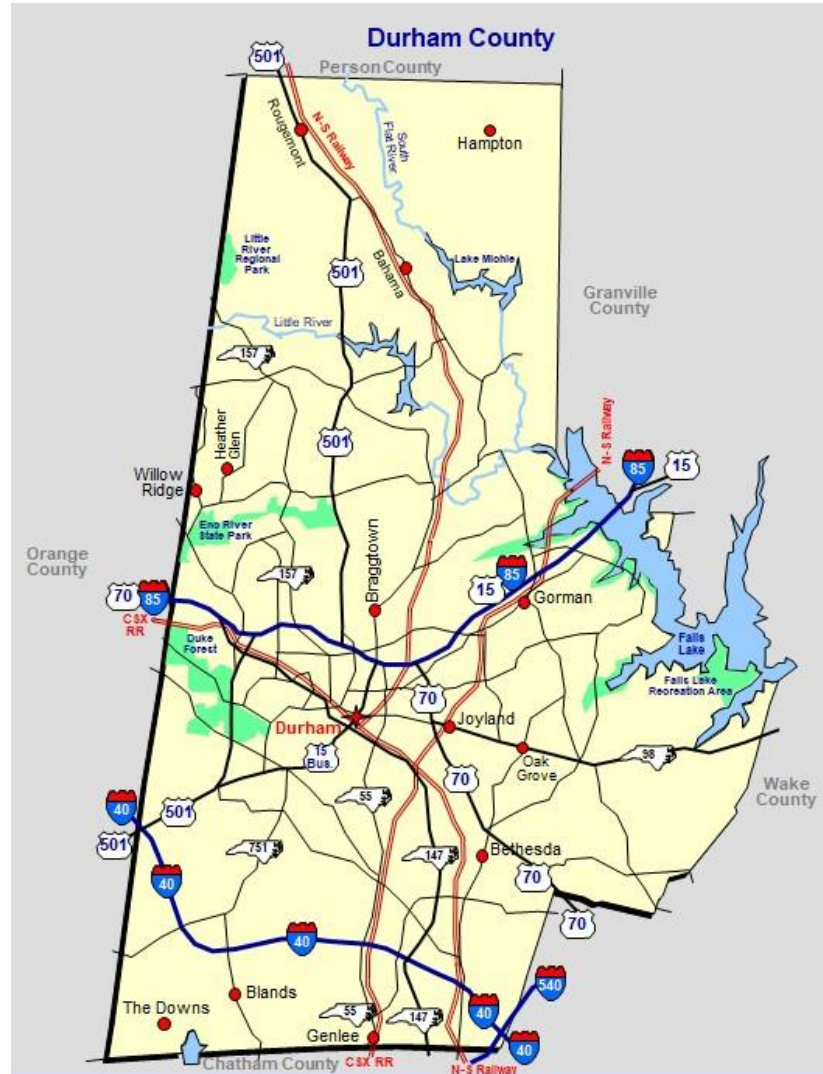 Durham County
501
Person County
Rougemont
N-S Railway
South
Flat River
Hampton
Little
River
Regional
Park
501
Bahama
Lake Miohle
Granville
County
Little River
157
501
N-S Railway
85
15
Heather
Glen
Willow
Ridge
Eno River
State Park
Orange
County
157
Braggtown
85
15
70
85
CSX
RR
Gorman
Duke
Forest
Falls
Lake
Falls Lake
Recreation Area
70
Durham
Joyland
15
Bus.
Oak
Grove
98
70
Wake
County
55
40
501
501
751
147
Bethesda
40
70
70
40
Blands
540
The Downs
55
147
40
Genlee
40
Chatham County
CSX RR
N-S Railway